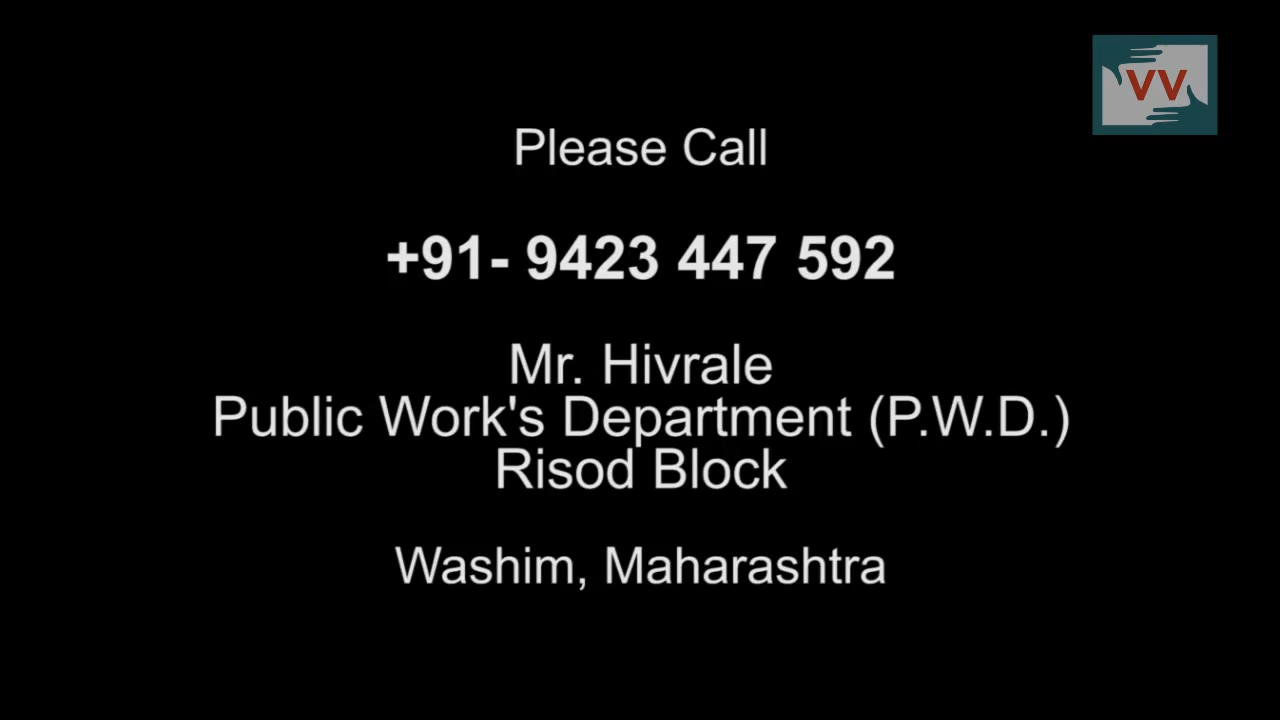 VV
Please Call
+91- 9423 447 592
Mr. Hivrale
Public Work's Department (P.W.D.)
Risod Block
Washim, Maharashtra